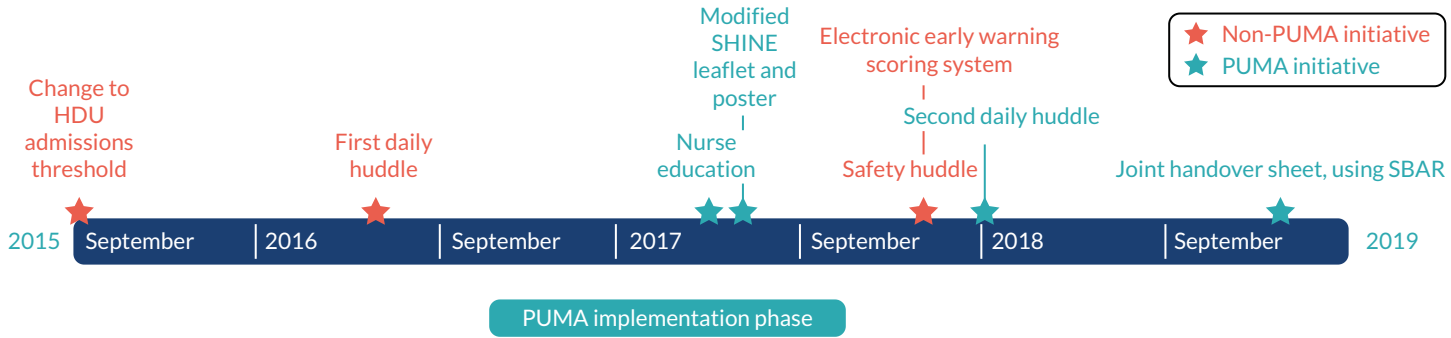 Modified
SHINE
leaflet and
poster
Electronic early warning
scoring system
Non-PUMA initiative
PUMA initiative
Change to
HDU
admissions
threshold
First daily
huddle
Nurse
education
Second daily huddle
Safety huddle
Joint handover sheet, using SBAR
2015
September
2016
September
2017
September
2018
September
2019
PUMA implementation phase